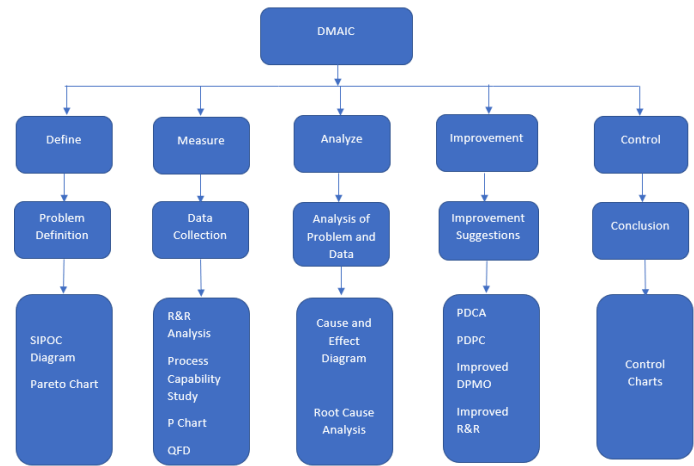 DMAIC
Define
Measure
Analyze
Improvement
Control
Problem
Definition
Data
Collection
Analysis of
Problem and
Data
Improvement
Suggestions
Conclusion
SIPOC
Diagram
Pareto Chart
R&R
Analysis
Process
Capability
Study
P Chart
QFD
Cause and
Effect
Diagram
Root Cause
Analysis
PDCA
PDPC
Improved
DPMO
Improved
R&R
Control
Charts